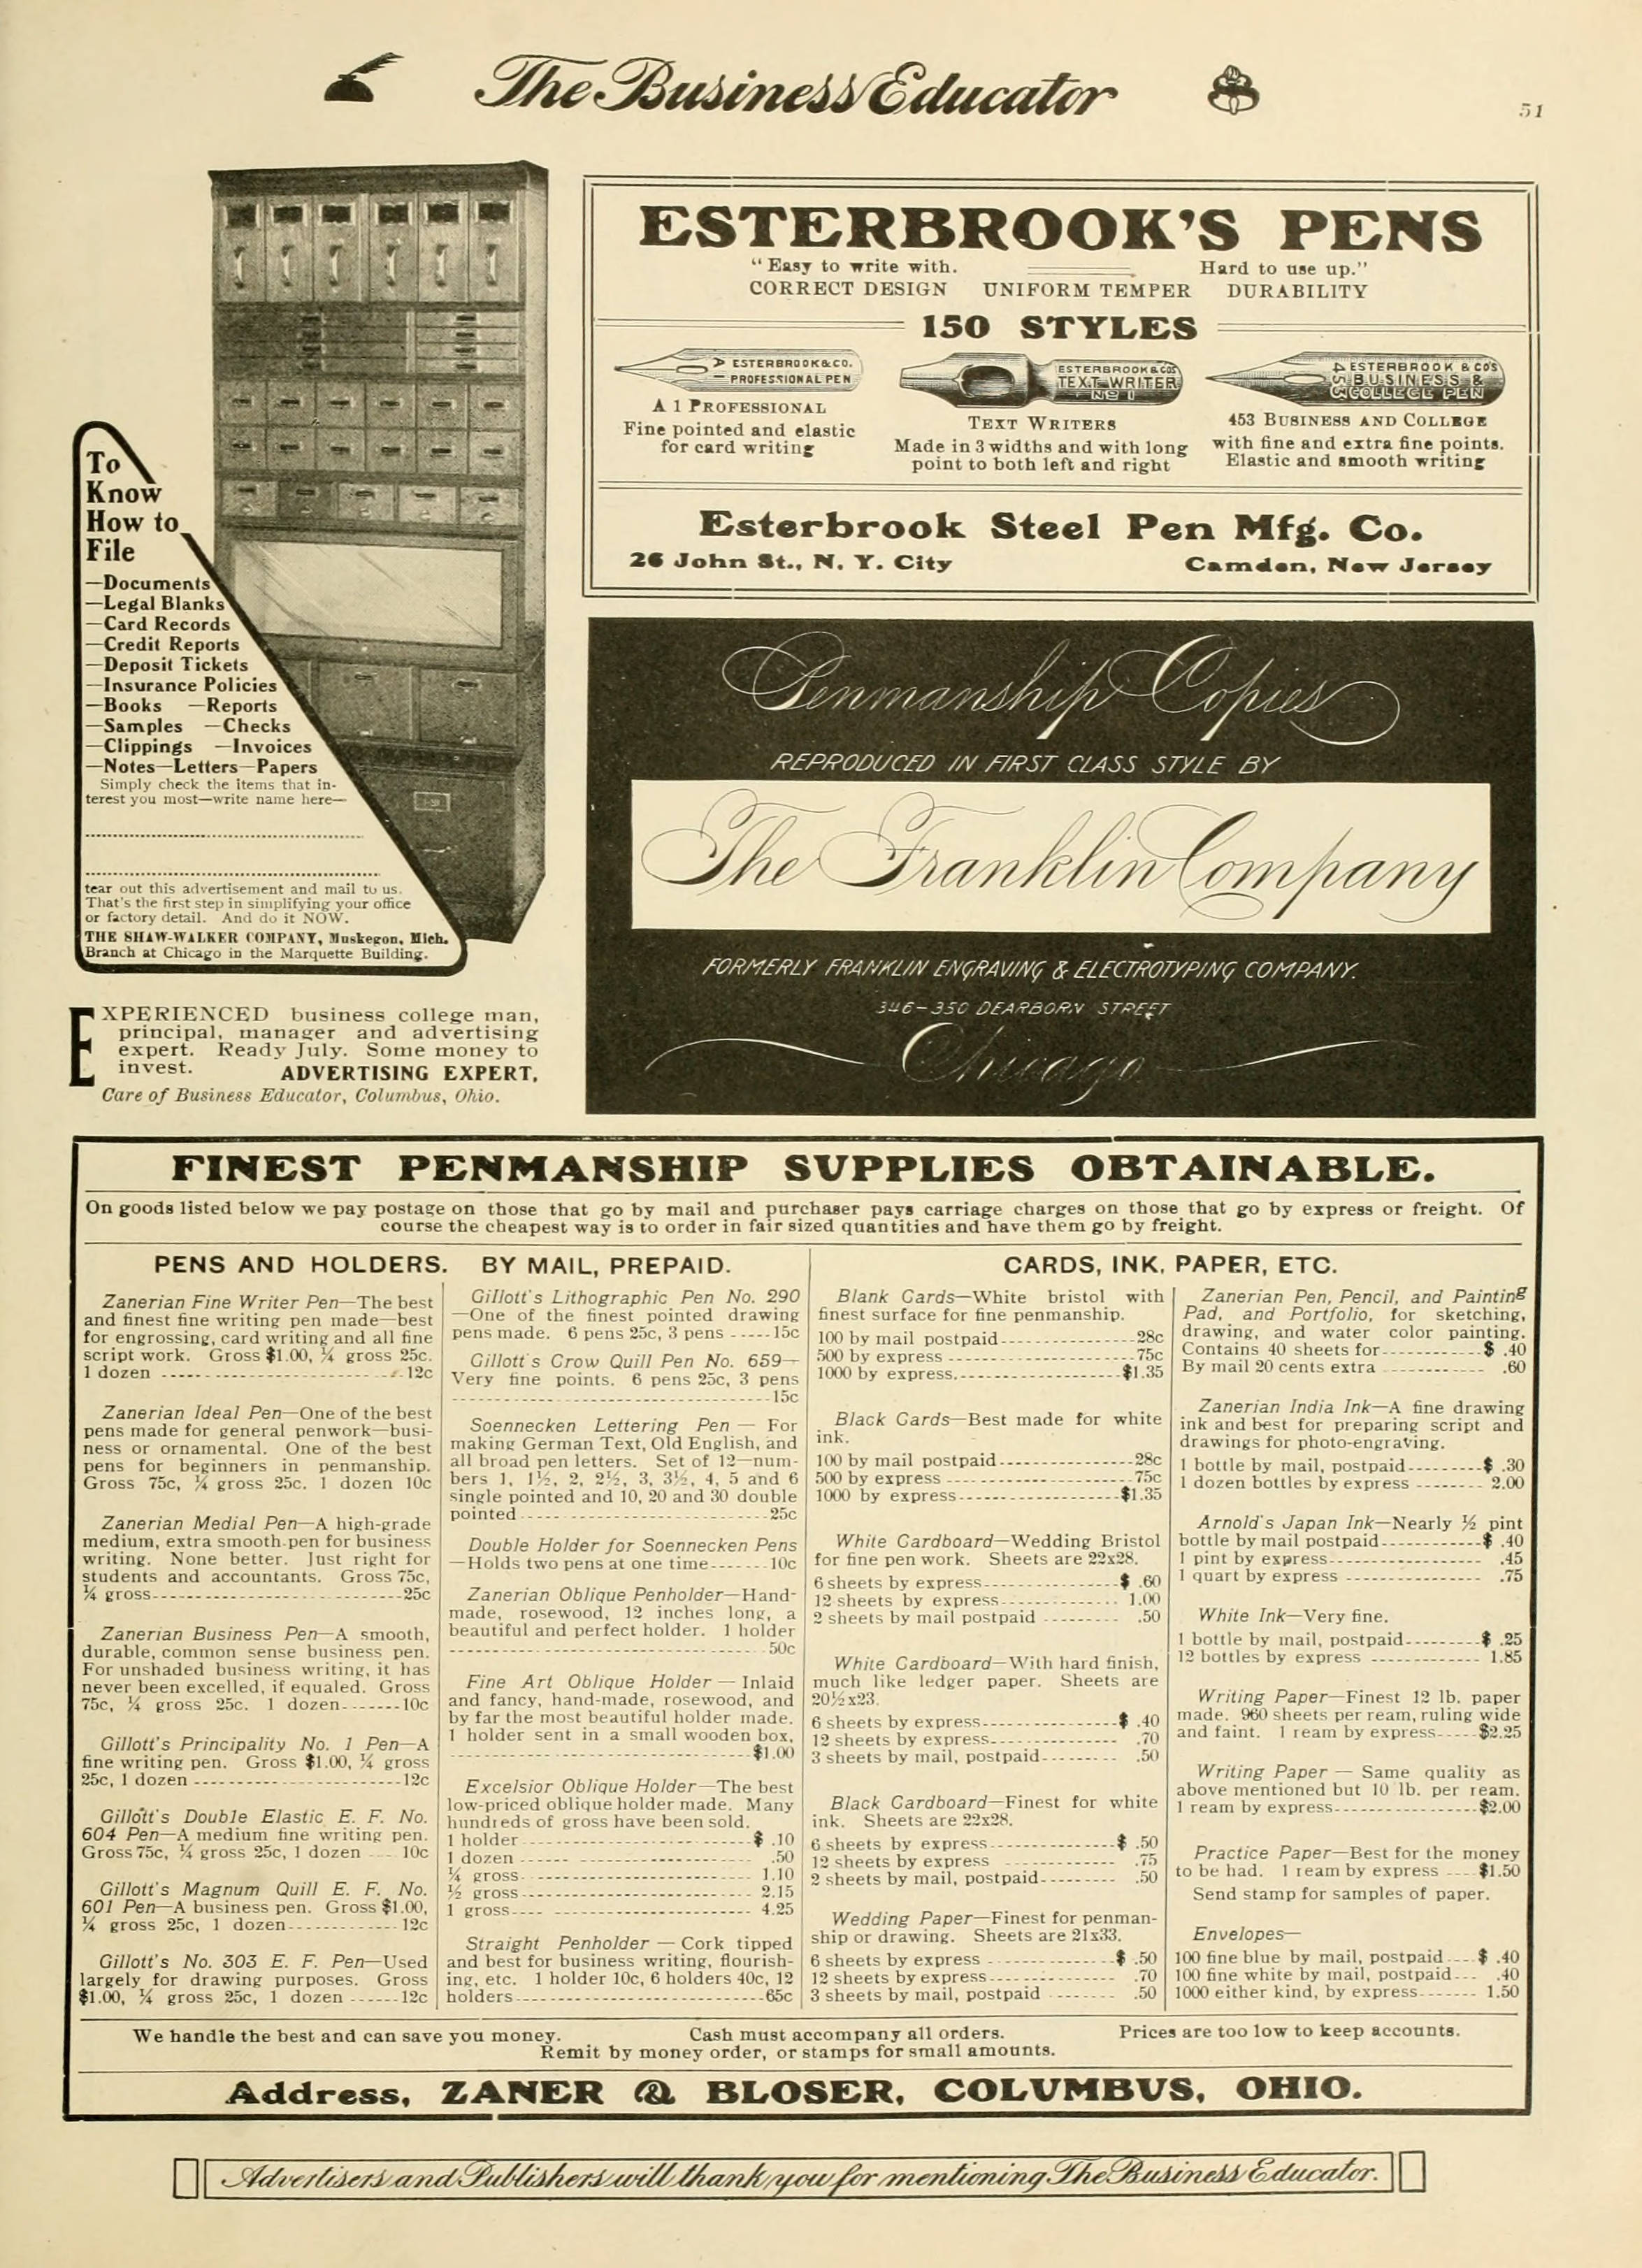 The Business Educator
51
To
Know
How to
File
—Documents
—Legal Blanks
—Card Records
—Credit Reports
—Deposit Tickets
—Insurance Policies
—Books —Reports
—Samples —Checks
—Clippings —Invoices
—Notes—Letters—Papers
Simply check the items that in-
terest you most—write name here—
tear out this advertisement and mail to us.
That's the first step in simplifying your office
or factory detail. And do it NOW.
THE SHAW-WALKER COMPANY, Muskegon, Mich.
Branch at Chicago in the Marquette Building.
EXPERIENCED business college man,
principal, manager and advertising
expert. Ready July. Some money to
invest. ADVERTISING EXPERT,
Care of Business Educator, Columbus, Ohio.
ESTERBROOK'S PENS
"Easy to write with. Hard to use up."
CORRECT DESIGN UNIFORM TEMPER DURABILITY
150 STYLES
A 1 ESTERBROOK & CO.
PROFESSIONAL PEN
A 1 PROFESSIONAL
Fine pointed and elastic
for card writing
ESTERBROOK & CO'S
TEXT WRITER
No 1
TEXT WRITERS
Made in 3 widths and with long
point to both left and right
453 ESTERBROOK & CO'S
BUSINESS &
COLLEGE PEN
453 BUSINESS AND COLLEGE
with fine and extra fine points.
Elastic and smooth writing
Esterbrook Steel Pen Mfg. Co.
26 John St., N. Y. City Camden, New Jersey
Penmanship Copies
REPRODUCED IN FIRST CLASS STYLE BY
The Franklin Company
FORMERLY FRANKLIN ENGRAVING & ELECTROTYPING COMPANY.
346-350 DEARBORN STREET
Chicago
FINEST PENMANSHIP SUPPLIES OBTAINABLE.
On goods listed below we pay postage on those that go by mail and purchaser pays carriage charges on those that go by express or freight. Of
course the cheapest way is to order in fair sized quantities and have them go by freight.
PENS AND HOLDERS. BY MAIL, PREPAID.
Zanerian Fine Writer Pen—The best
and finest fine writing pen made—best
for engrossing, card writing and all fine
script work. Gross $1.00, ¼ gross 25c.
1 dozen 12c
Zanerian Ideal Pen—One of the best
pens made for general penwork—busi-
ness or ornamental. One of the best
pens for beginners in penmanship.
Gross 75c, ¼ gross 25c. 1 dozen 10c
Zanerian Medial Pen—A high-grade
medium, extra smooth pen for business
writing. None better. Just right for
students and accountants. Gross 75c,
¼ gross 25c
Zanerian Business Pen—A smooth,
durable, common sense business pen.
For unshaded business writing, it has
never been excelled, if equaled. Gross
75c, ¼ gross 25c. 1 dozen 10c
Gillott's Principality No. 1 Pen—A
fine writing pen. Gross $1.00, ¼ gross
25c, 1 dozen 12c
Gillott's Double Elastic E. F. No.
604 Pen—A medium fine writing pen.
Gross 75c, ¼ gross 25c, 1 dozen 10c
Gillott's Magnum Quill E. F. No.
601 Pen—A business pen. Gross $1.00,
¼ gross 25c, 1 dozen 12c
Gillott's No. 303 E. F. Pen—Used
largely for drawing purposes. Gross
$1.00, ¼ gross 25c, 1 dozen 12c
Gillott's Lithographic Pen No. 290
—One of the finest pointed drawing
pens made. 6 pens 25c, 3 pens 15c
Gillott's Crow Quill Pen No. 659—
Very fine points. 6 pens 25c, 3 pens
15c
Soennecken Lettering Pen — For
making German Text, Old English, and
all broad pen letters. Set of 12—num-
bers 1, 1½, 2, 2½, 3, 3½, 4, 5 and 6
single pointed and 10, 20 and 30 double
pointed 25c
Double Holder for Soennecken Pens
—Holds two pens at one time 10c
Zanerian Oblique Penholder—Hand-
made, rosewood, 12 inches long, a
beautiful and perfect holder. 1 holder
50c
Fine Art Oblique Holder — Inlaid
and fancy, hand-made, rosewood, and
by far the most beautiful holder made.
1 holder sent in a small wooden box,
$1.00
Excelsior Oblique Holder—The best
low-priced oblique holder made. Many
hundreds of gross have been sold.
1 holder $ .10
1 dozen .50
¼ gross 1.10
½ gross 2.15
1 gross 4.25
Straight Penholder — Cork tipped
and best for business writing, flourish-
ing, etc. 1 holder 10c, 6 holders 40c, 12
holders 65c
CARDS, INK, PAPER, ETC.
Blank Cards—White bristol with
finest surface for fine penmanship.
100 by mail postpaid 28c
500 by express 75c
1000 by express. $1.35
Black Cards—Best made for white
ink.
100 by mail postpaid 28c
500 by express 75c
1000 by express $1.35
White Cardboard—Wedding Bristol
for fine pen work. Sheets are 22x28.
6 sheets by express $ .60
12 sheets by express 1.00
2 sheets by mail postpaid .50
White Cardboard—With hard finish,
much like ledger paper. Sheets are
20½x23.
6 sheets by express $ .40
12 sheets by express .70
3 sheets by mail, postpaid .50
Black Cardboard—Finest for white
ink. Sheets are 22x28.
6 sheets by express $ .50
12 sheets by express .75
2 sheets by mail, postpaid .50
Wedding Paper—Finest for penman-
ship or drawing. Sheets are 21x33.
6 sheets by express $ .50
12 sheets by express .70
3 sheets by mail, postpaid .50
Zanerian Pen, Pencil, and Painting
Pad, and Portfolio, for sketching,
drawing, and water color painting.
Contains 40 sheets for $ .40
By mail 20 cents extra .60
Zanerian India Ink—A fine drawing
ink and best for preparing script and
drawings for photo-engraving.
1 bottle by mail, postpaid $ .30
1 dozen bottles by express 2.00
Arnold's Japan Ink—Nearly ½ pint
bottle by mail postpaid $ .40
1 pint by express .45
1 quart by express .75
White Ink—Very fine.
1 bottle by mail, postpaid $ .25
12 bottles by express 1.85
Writing Paper—Finest 12 lb. paper
made. 960 sheets per ream, ruling wide
and faint. 1 ream by express $2.25
Writing Paper — Same quality as
above mentioned but 10 lb. per ream.
1 ream by express $2.00
Practice Paper—Best for the money
to be had. 1 ream by express $1.50
Send stamp for samples of paper.
Envelopes—
100 fine blue by mail, postpaid $ .40
100 fine white by mail, postpaid .40
1000 either kind, by express 1.50
We handle the best and can save you money. Cash must accompany all orders. Prices are too low to keep accounts.
Remit by money order, or stamps for small amounts.
Address, ZANER & BLOSER, COLUMBUS, OHIO.
Advertisers and Publishers will thank you for mentioning The Business Educator.